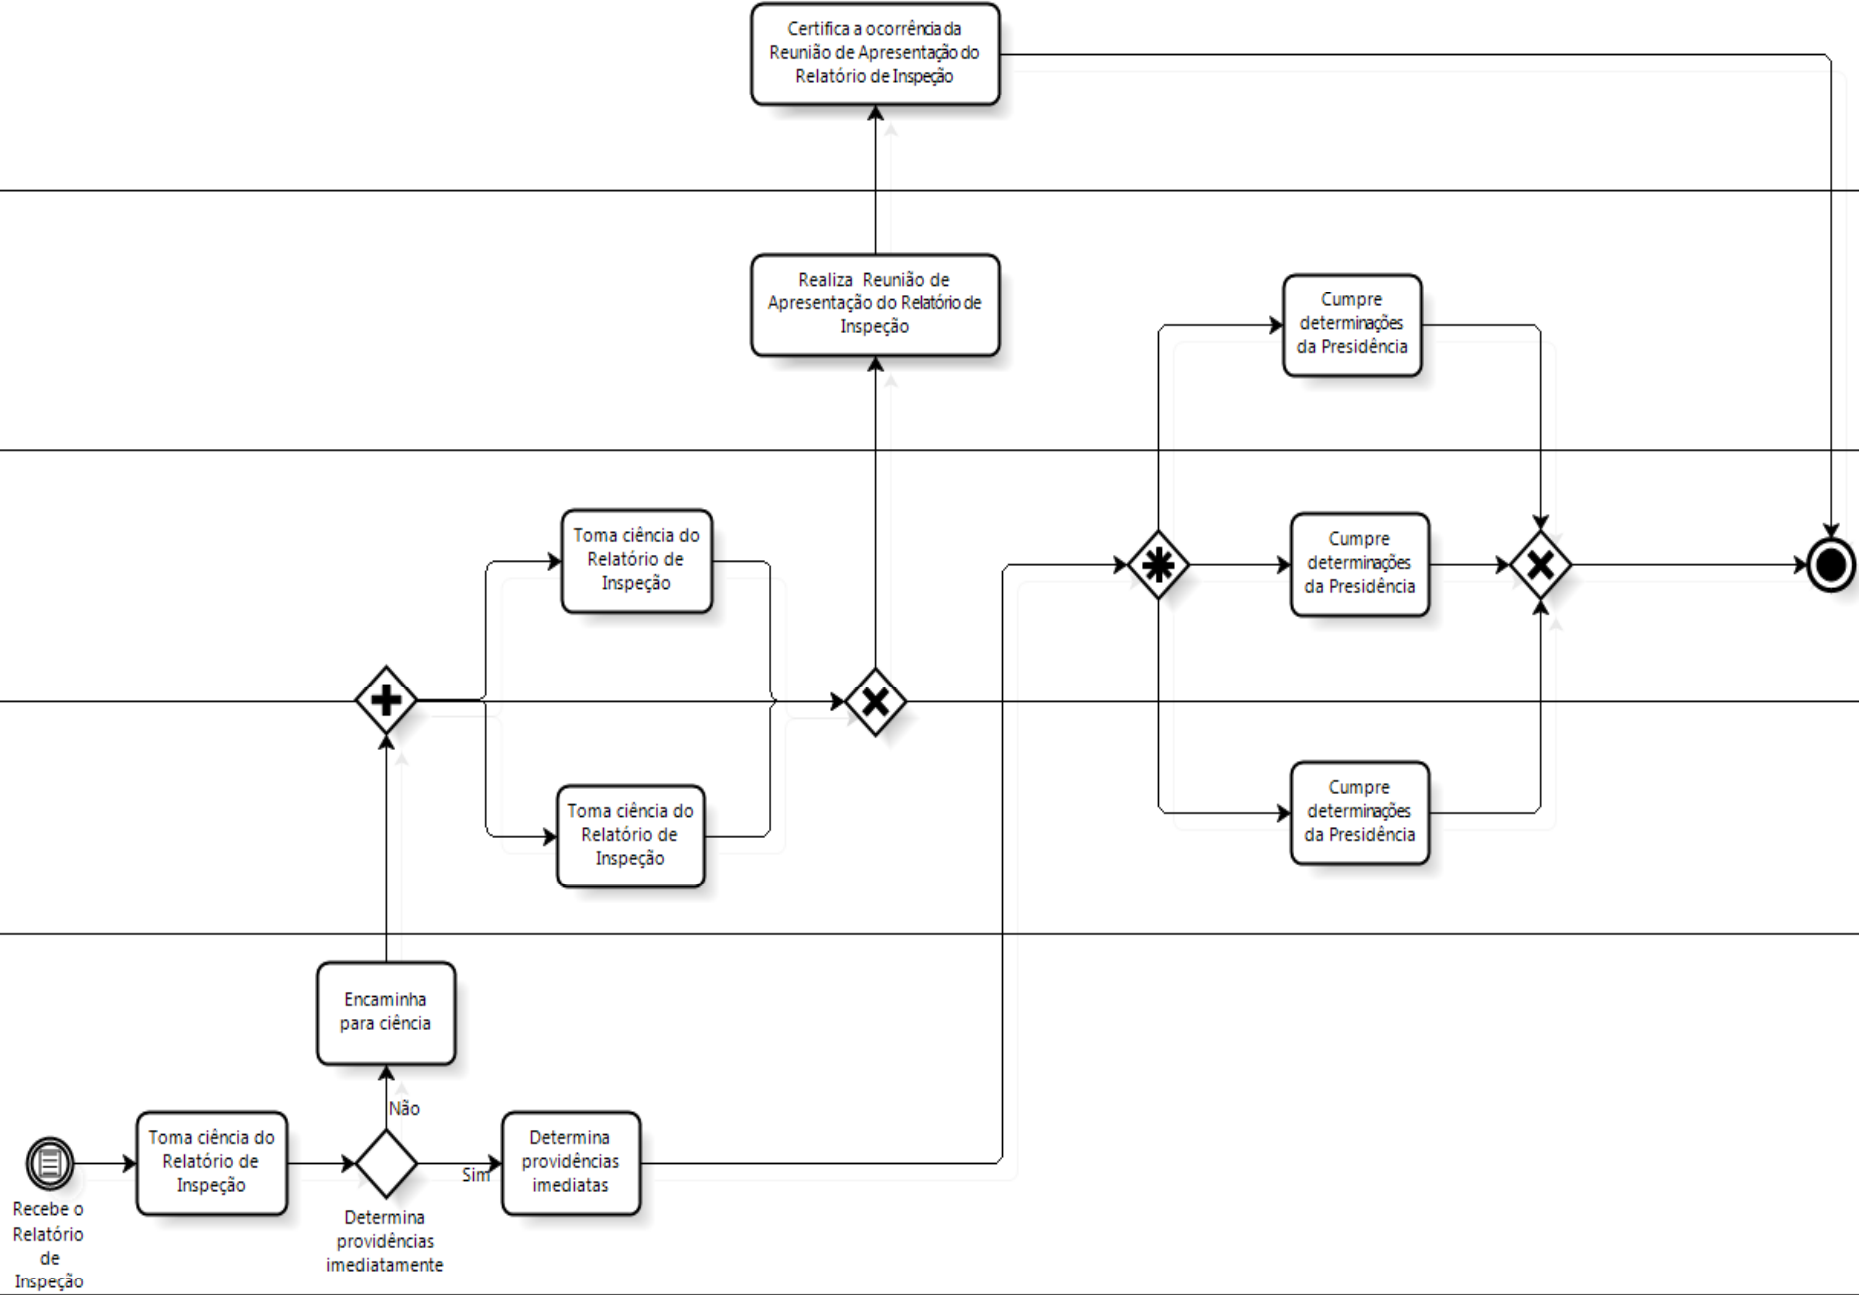 Certifica a ocorrência da
Reunião de Apresentação do
Relatório de Inspeção
Realiza Reunião de
Apresentação do Relatório de
Inspeção
Cumpre
determinações
da Presidência
Toma ciência do
Relatório de
Inspeção
Cumpre
determinações
da Presidência
Toma ciência do
Relatório de
Inspeção
Cumpre
determinações
da Presidência
Encaminha
para ciência
Não
Toma ciência do
Relatório de
Inspeção
Sim
Determina
providências
imediatas
Recebe o
Relatório
de
Inspeção
Determina
providências
imediatamente